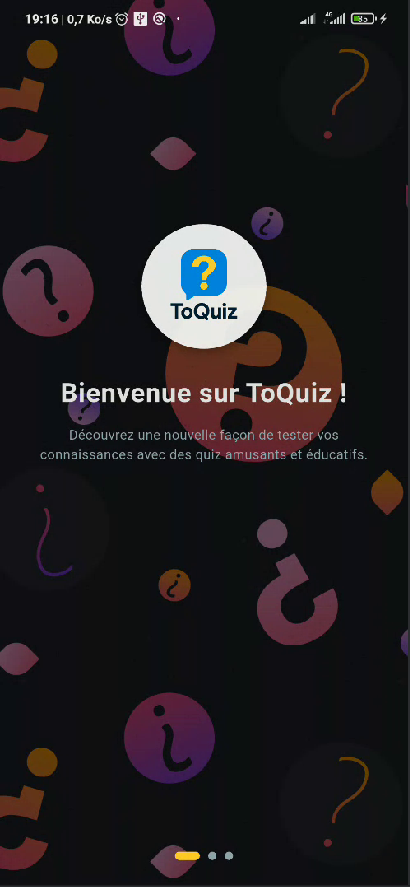 19:16 | 0,7 Ko/s
4G
ToQuiz
Bienvenue sur ToQuiz !
Découvrez une nouvelle façon de tester vos
connaissances avec des quiz amusants et éducatifs.